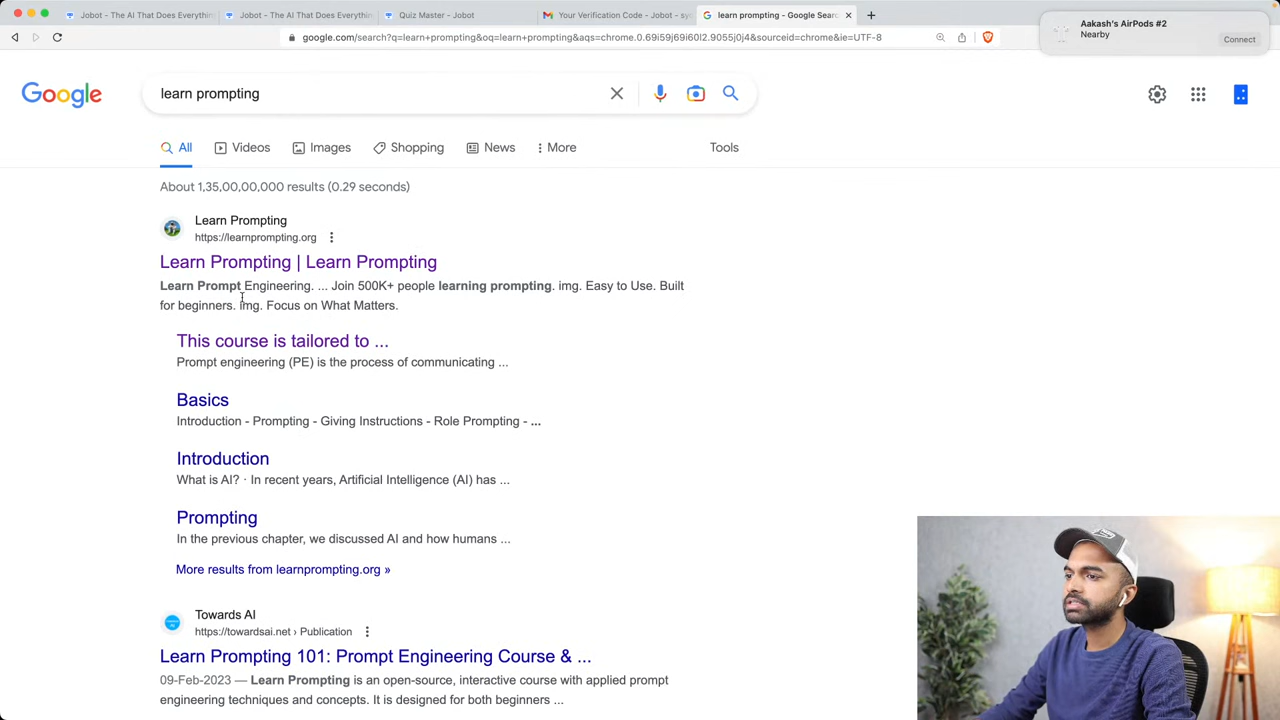 Jobot - The AI That Does Everythin
Jobot - The AI That Does Everythin
Quiz Master - Jobot
Your Verification Code - Jobot – sy
learn prompting - Google Sear
Aakash's AirPods #2
Nearby
Connect
google.com/search?q=learn+prompting&oq=learn+prompting&aqs=chrome.0.69i59j69i60l2.9055j0j4&sourceid=chrome&ie=UTF-8
Google
learn prompting
All
Videos
Images
Shopping
News
More
Tools
About 1,35,00,00,000 results (0.29 seconds)
Learn Prompting
https://learnprompting.org
Learn Prompting | Learn Prompting
Learn Prompt Engineering. ... Join 500K+ people learning prompting. img. Easy to Use. Built
for beginners. img. Focus on What Matters.
This course is tailored to ...
Prompt engineering (PE) is the process of communicating ...
Basics
Introduction - Prompting - Giving Instructions - Role Prompting - ...
Introduction
What is AI? · In recent years, Artificial Intelligence (AI) has ...
Prompting
In the previous chapter, we discussed AI and how humans ...
More results from learnprompting.org »
Towards AI
https://towardsai.net › Publication
Learn Prompting 101: Prompt Engineering Course & ...
09-Feb-2023 — Learn Prompting is an open-source, interactive course with applied prompt
engineering techniques and concepts. It is designed for both beginners ...